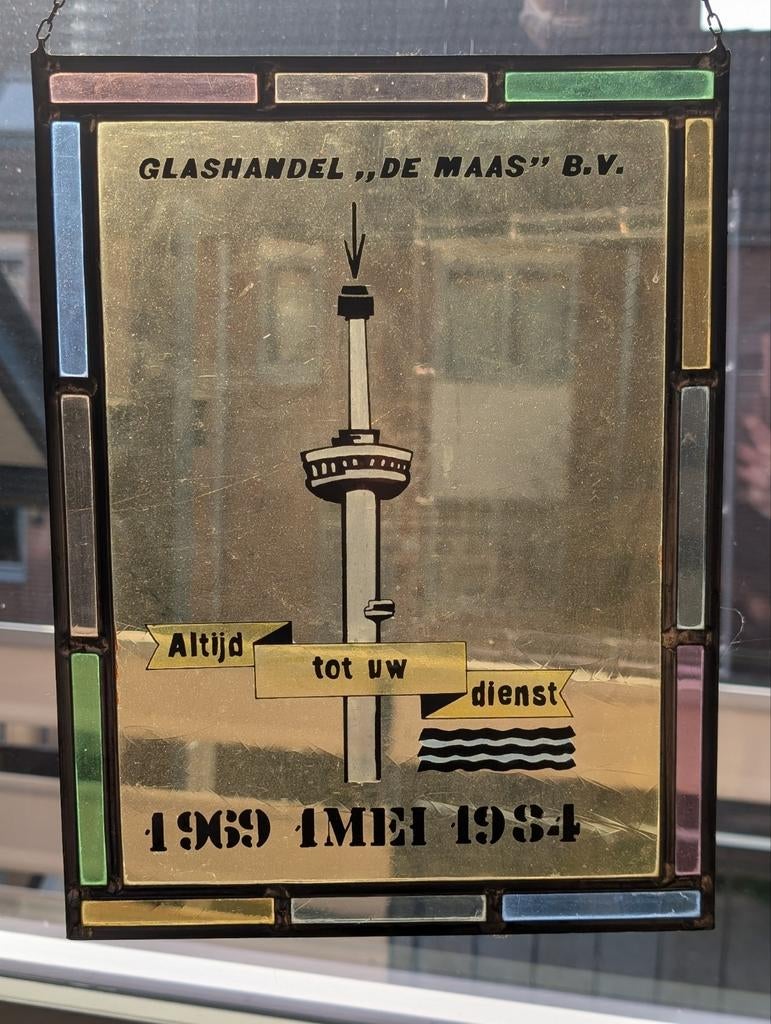 GLASHANDEL „DE MAAS” B.V.
Altijd
tot uw
dienst
1969 1MEI 1984